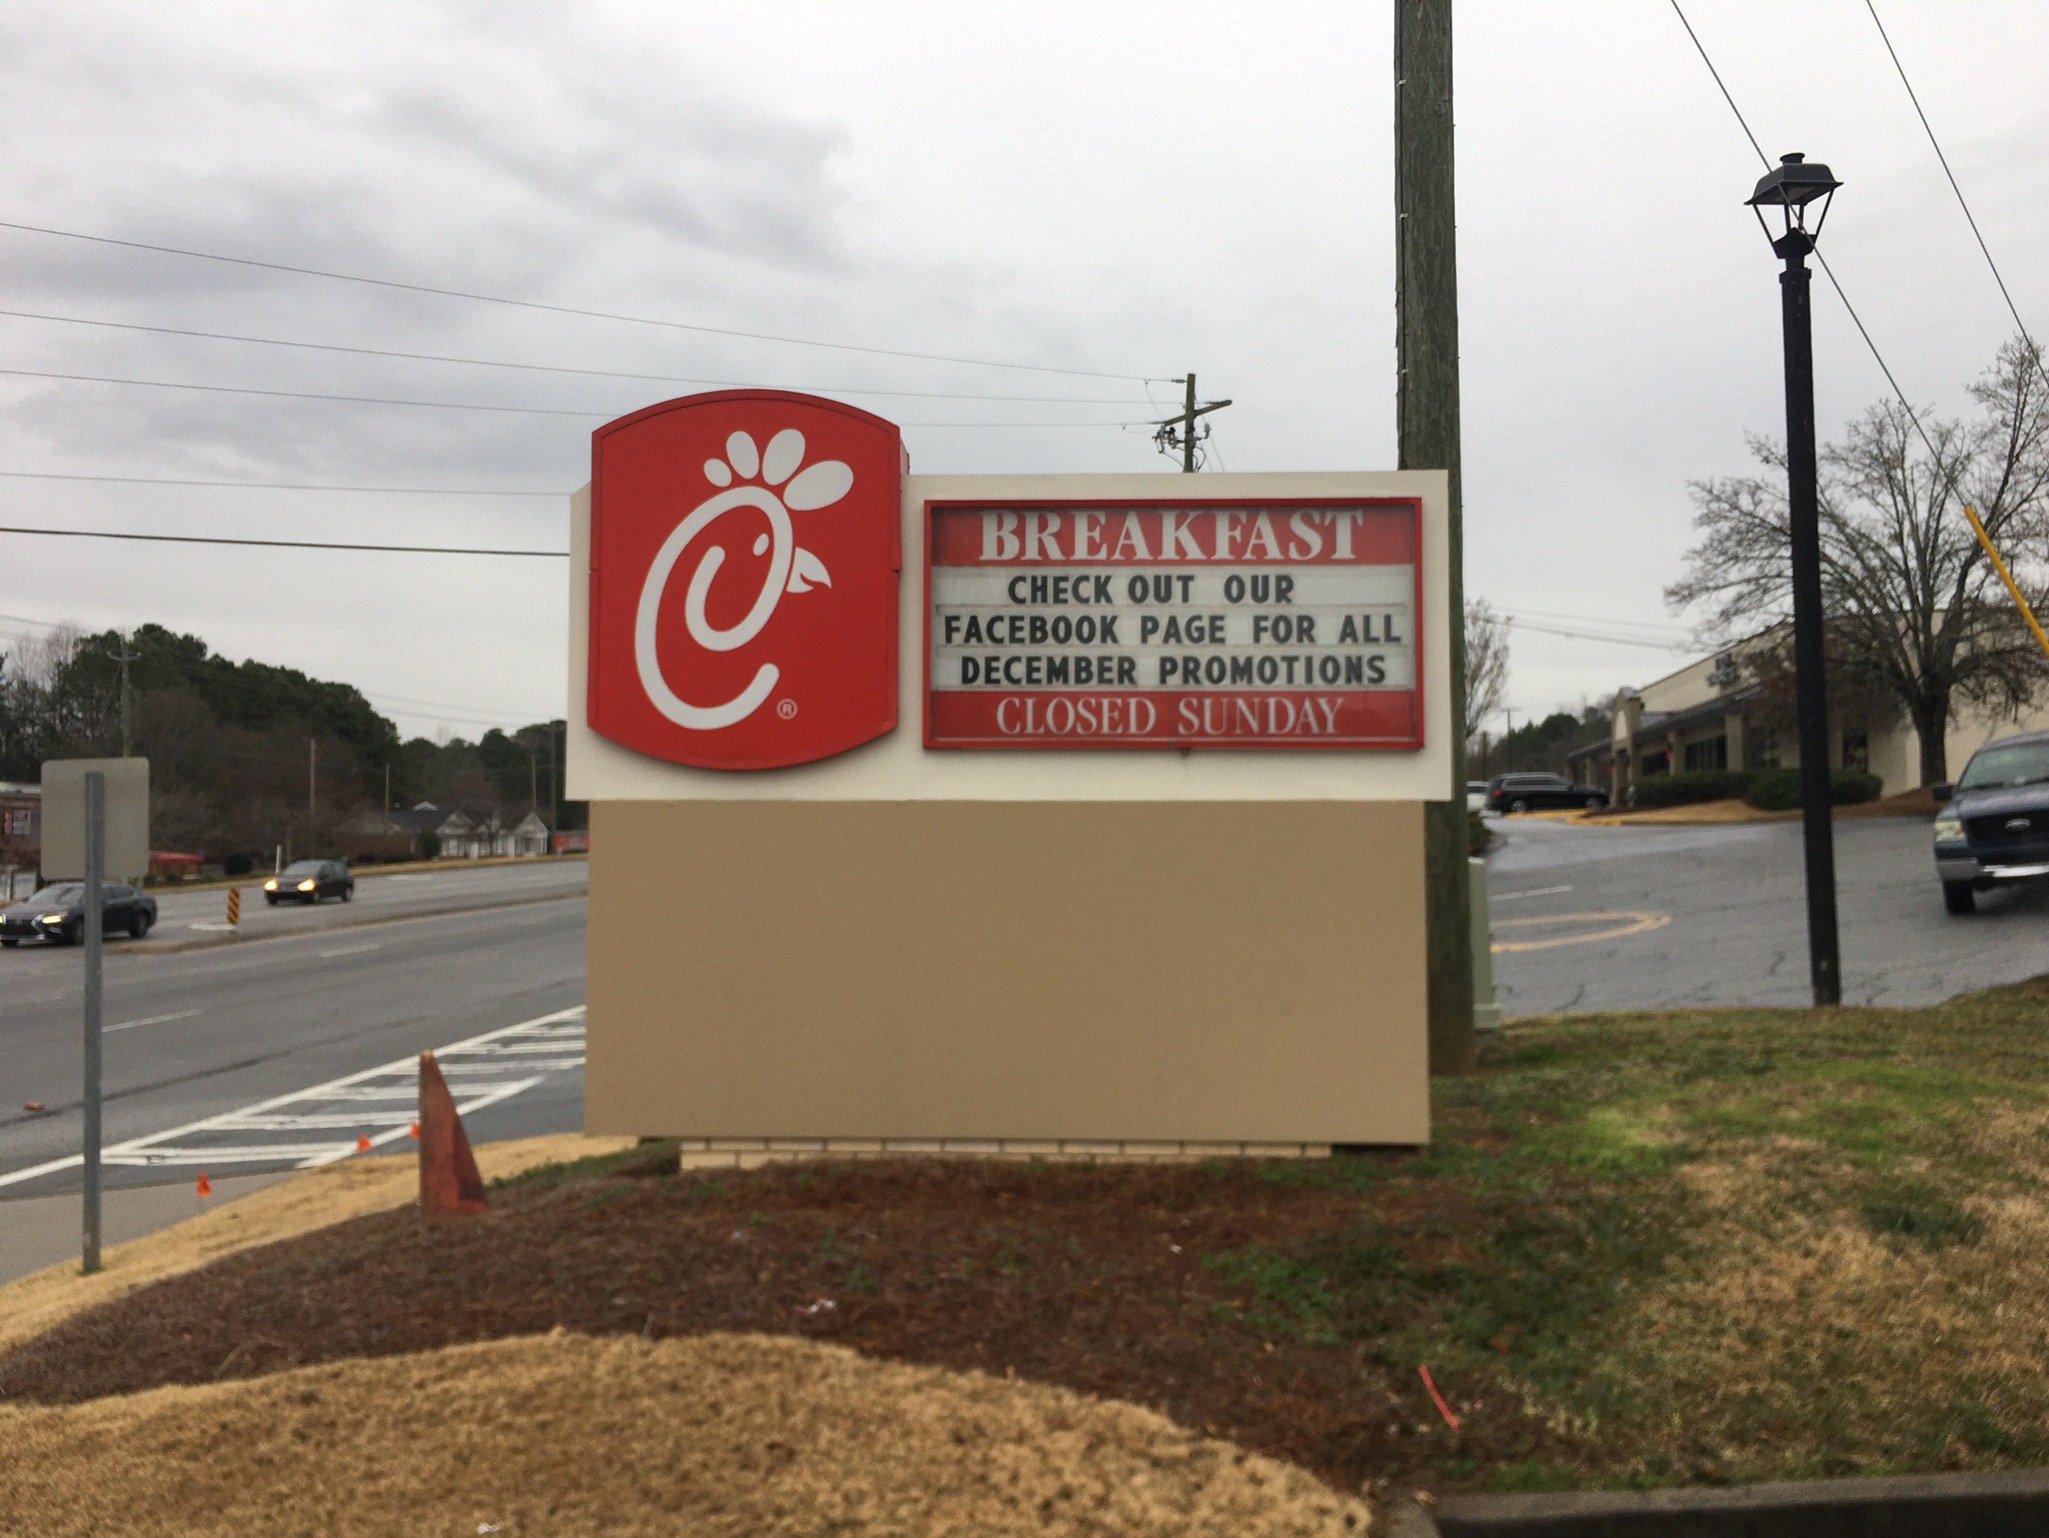 BREAKFAST
CHECK OUT OUR
FACEBOOK PAGE FOR ALL
DECEMBER PROMOTIONS
CLOSED SUNDAY
®